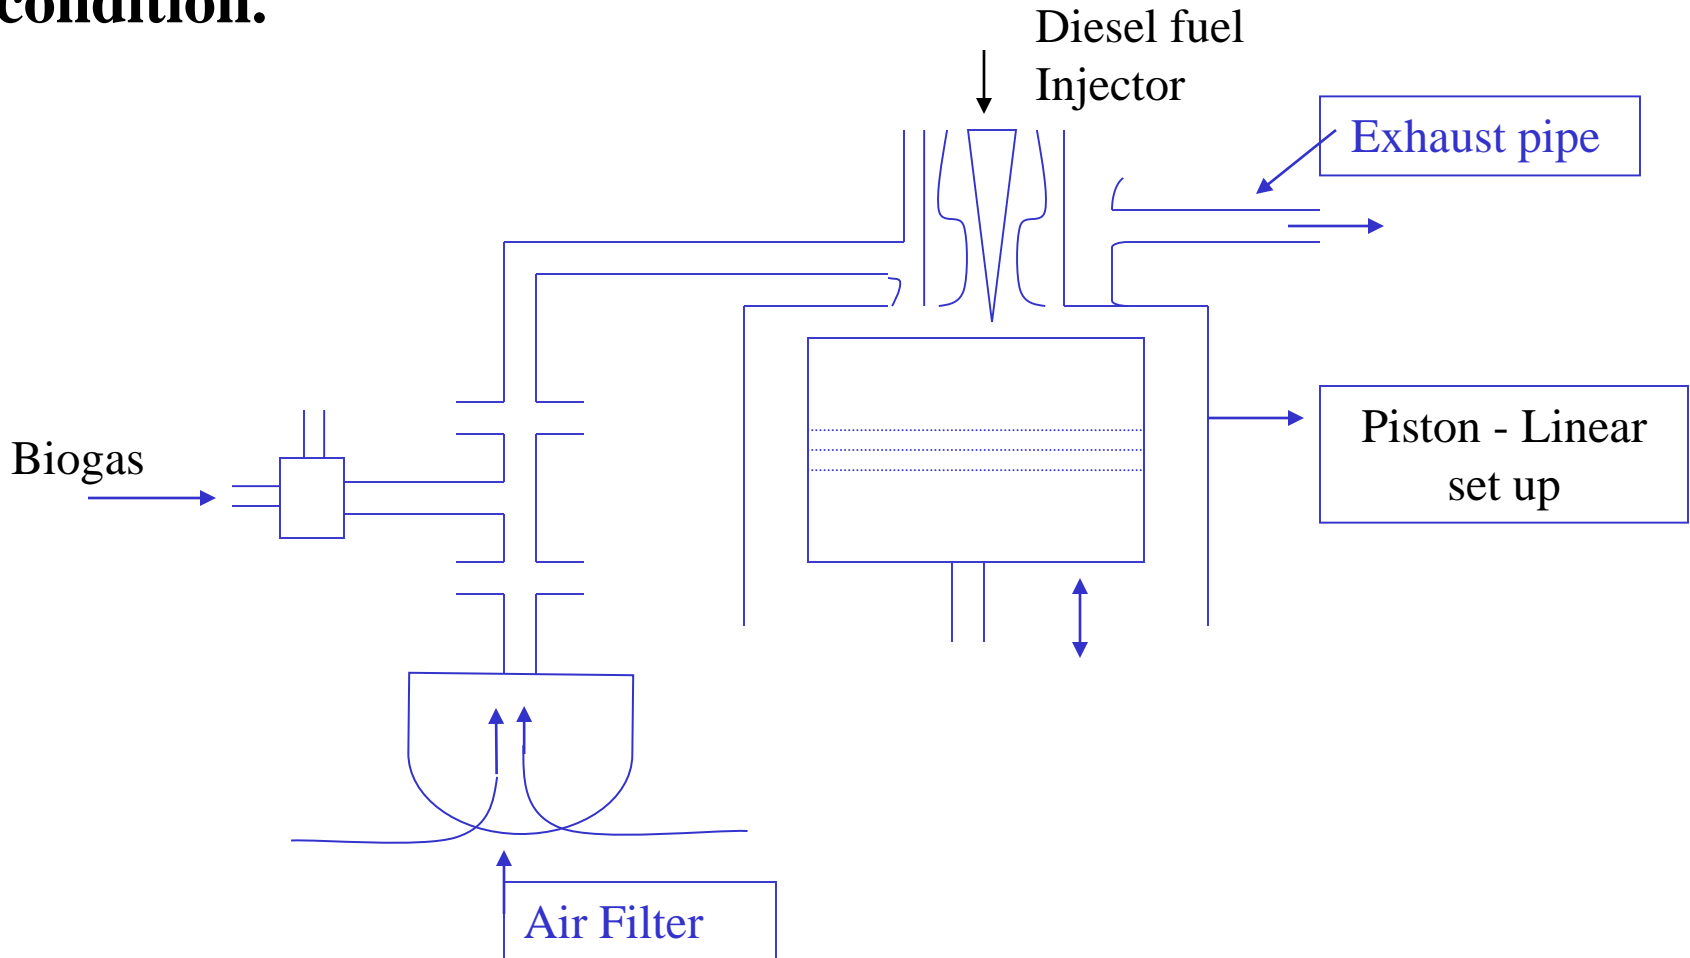 condition.
Diesel fuel
Injector
Exhaust pipe
Biogas
Piston - Linear
set up
Air Filter